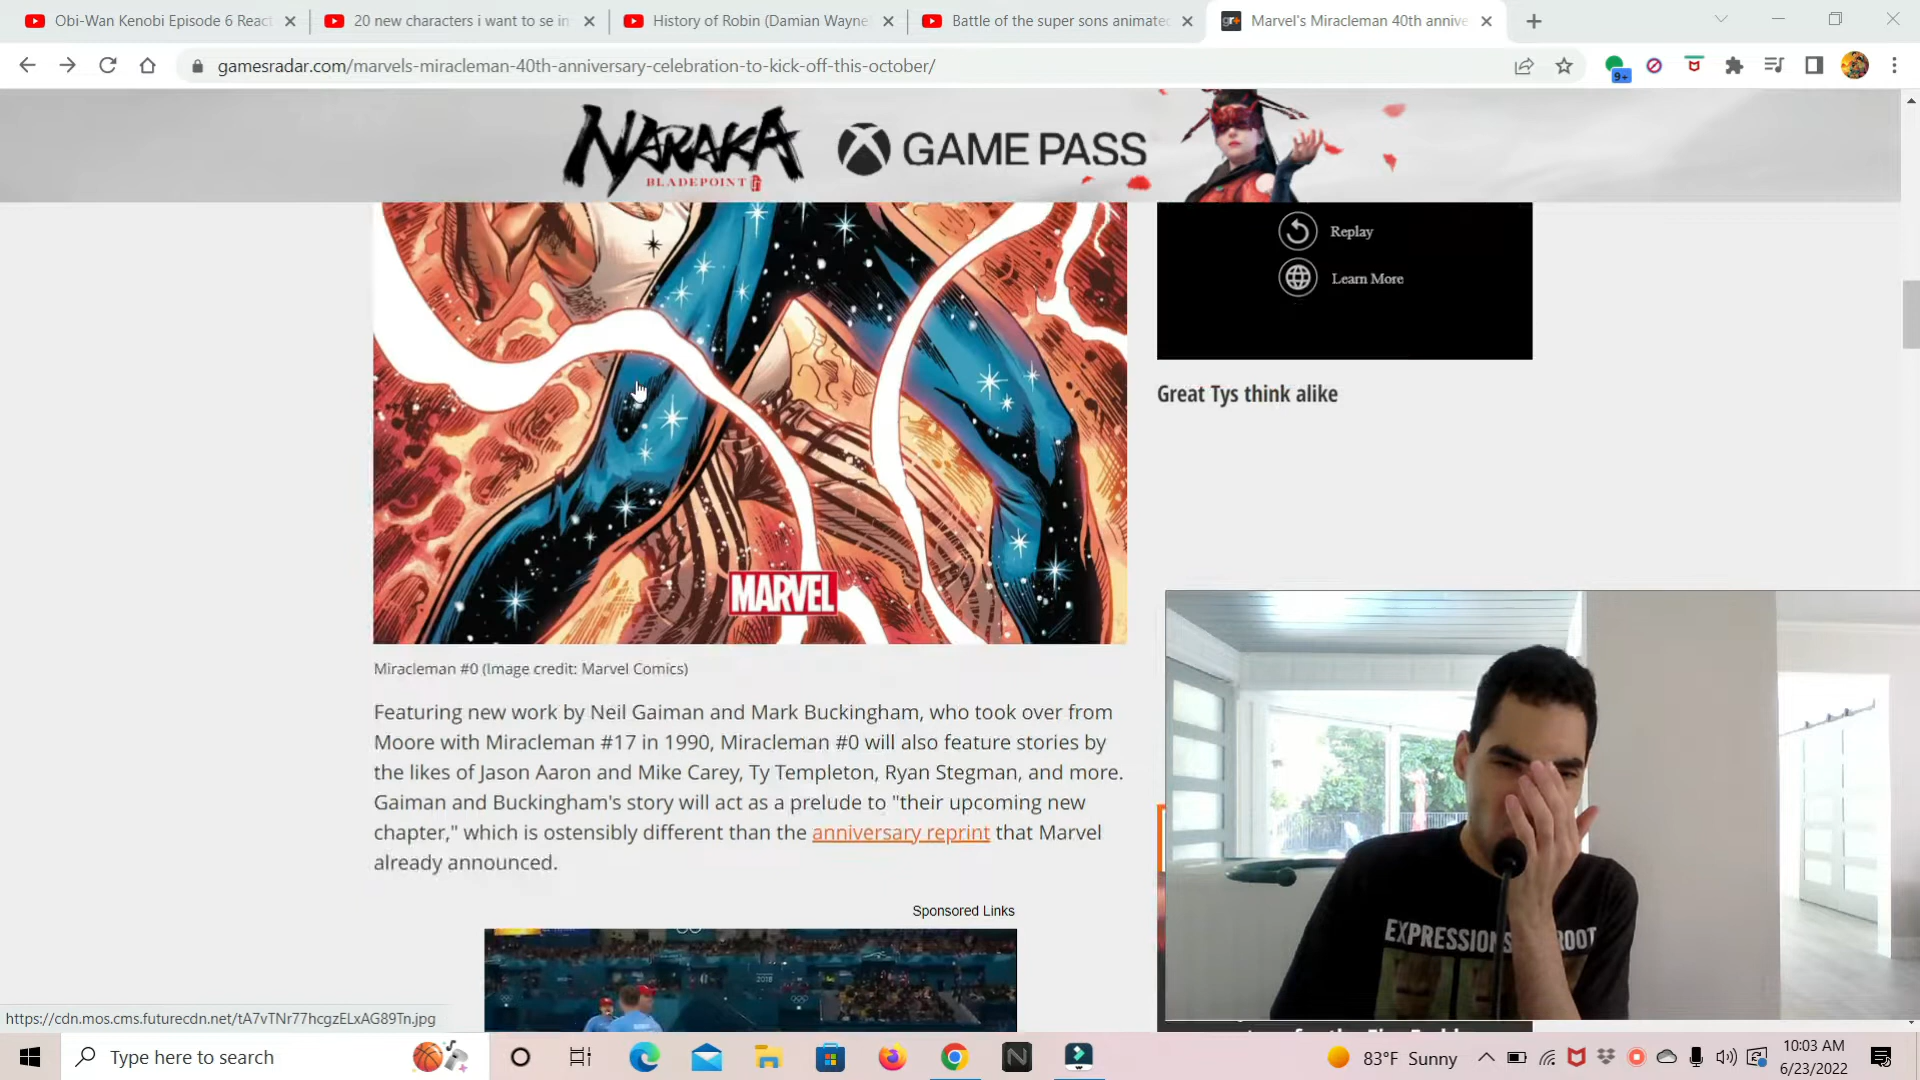 Obi-Wan Kenobi Episode 6 React
20 new characters i want to se in
History of Robin (Damian Wayne
Battle of the super sons animate
gr+ Marvel's Miracleman 40th annive
gamesradar.com/marvels-miracleman-40th-anniversary-celebration-to-kick-off-this-october/
9+
NARAKA
BLADEPOINT
GAME PASS
Replay
Learn More
Great Tys think alike
MARVEL
Miracleman #0 (Image credit: Marvel Comics)
Featuring new work by Neil Gaiman and Mark Buckingham, who took over from
Moore with Miracleman #17 in 1990, Miracleman #0 will also feature stories by
the likes of Jason Aaron and Mike Carey, Ty Templeton, Ryan Stegman, and more.
Gaiman and Buckingham's story will act as a prelude to "their upcoming new
chapter," which is ostensibly different than the anniversary reprint that Marvel
already announced.
Sponsored Links
2018
EXPRESSIONS ROOT
https://cdn.mos.cms.futurecdn.net/tA7vTNr77hcgzELxAG89Tn.jpg
Type here to search
N
83°F Sunny
10:03 AM
6/23/2022